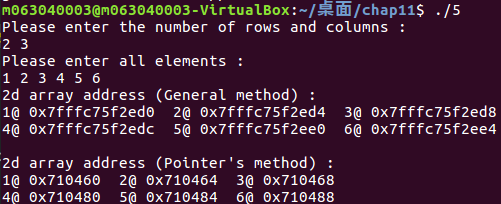 m063040003@m063040003-VirtualBox:~/桌面/chap11$ ./5
Please enter the number of rows and columns :
2 3
Please enter all elements :
1 2 3 4 5 6
2d array address (General method) :
1@ 0x7fffc75f2ed0  2@ 0x7fffc75f2ed4  3@ 0x7fffc75f2ed8
4@ 0x7fffc75f2edc  5@ 0x7fffc75f2ee0  6@ 0x7fffc75f2ee4
2d array address (Pointer's method) :
1@ 0x710460  2@ 0x710464  3@ 0x710468
4@ 0x710480  5@ 0x710484  6@ 0x710488